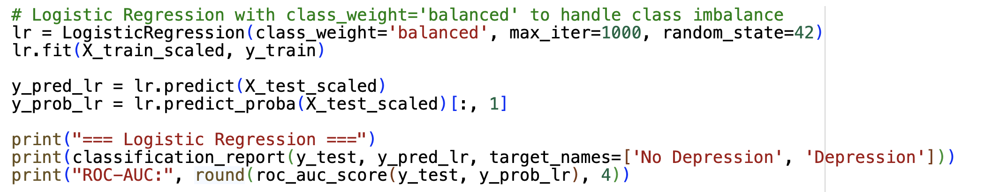 # Logistic Regression with class_weight='balanced' to handle class imbalance
lr = LogisticRegression(class_weight='balanced', max_iter=1000, random_state=42)
lr.fit(X_train_scaled, y_train)
y_pred_lr = lr.predict(X_test_scaled)
y_prob_lr = lr.predict_proba(X_test_scaled)[:, 1]
print("=== Logistic Regression ===")
print(classification_report(y_test, y_pred_lr, target_names=['No Depression', 'Depression']))
print("ROC-AUC:", round(roc_auc_score(y_test, y_prob_lr), 4))